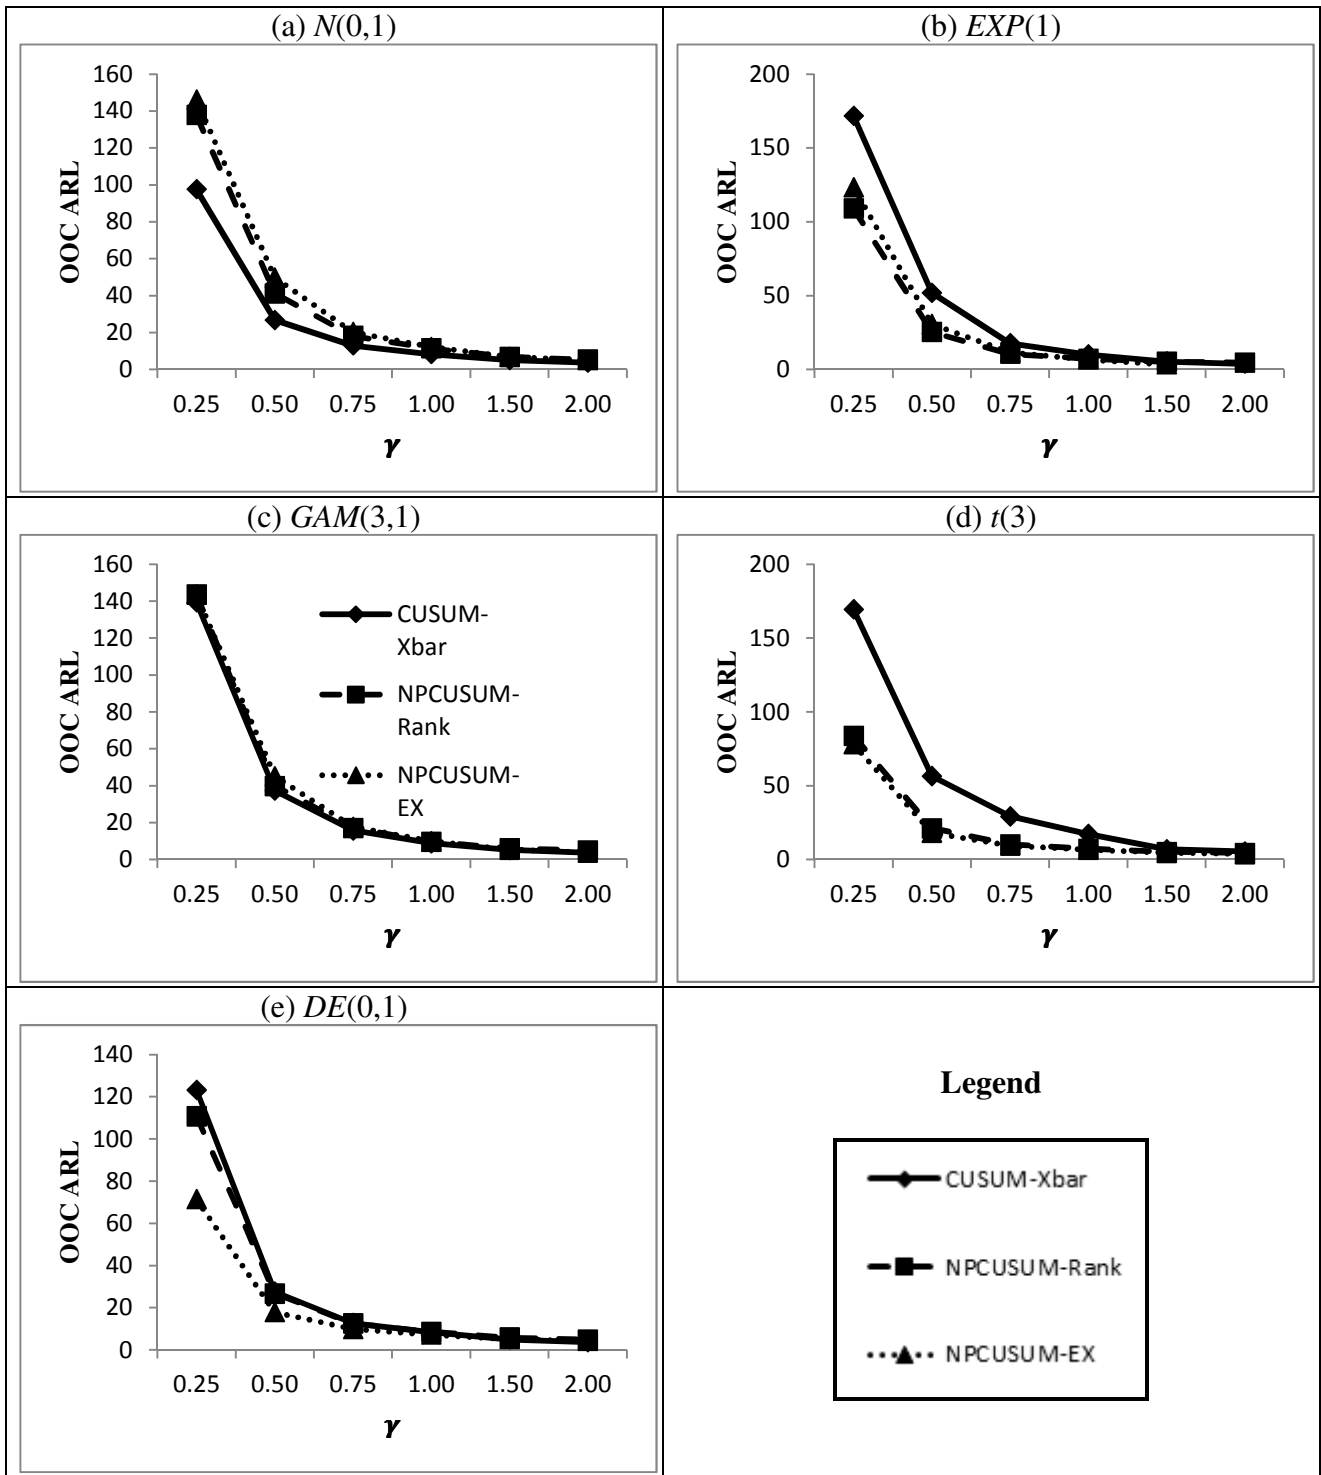 (a) N(0,1)
160
140
120
100
80
60
40
20
0
OOC ARL
0.25 0.50 0.75 1.00 1.50 2.00
γ
(b) EXP(1)
200
150
100
50
0
OOC ARL
0.25 0.50 0.75 1.00 1.50 2.00
γ
(c) GAM(3,1)
160
140
120
100
80
60
40
20
0
OOC ARL
CUSUM-
Xbar
NPCUSUM-
Rank
NPCUSUM-
EX
0.25 0.50 0.75 1.00 1.50 2.00
γ
(d) t(3)
200
150
100
50
0
OOC ARL
0.25 0.50 0.75 1.00 1.50 2.00
γ
(e) DE(0,1)
140
120
100
80
60
40
20
0
OOC ARL
0.25 0.50 0.75 1.00 1.50 2.00
γ
Legend
CUSUM-Xbar
NPCUSUM-Rank
NPCUSUM-EX